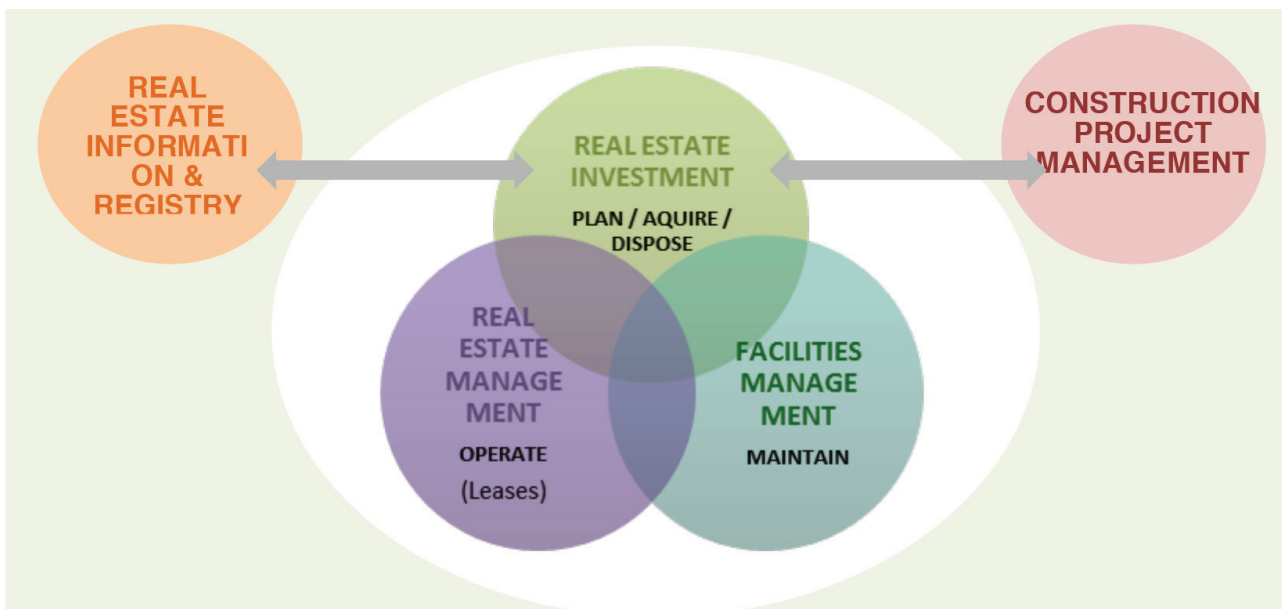 REAL
ESTATE
INFORMATI
ON &
REGISTRY
REAL ESTATE
INVESTMENT
PLAN / AQUIRE /
DISPOSE
CONSTRUCTION
PROJECT
MANAGEMENT
REAL
ESTATE
MANAGE
MENT
OPERATE
(Leases)
FACILITIES
MANAGE
MENT
MAINTAIN